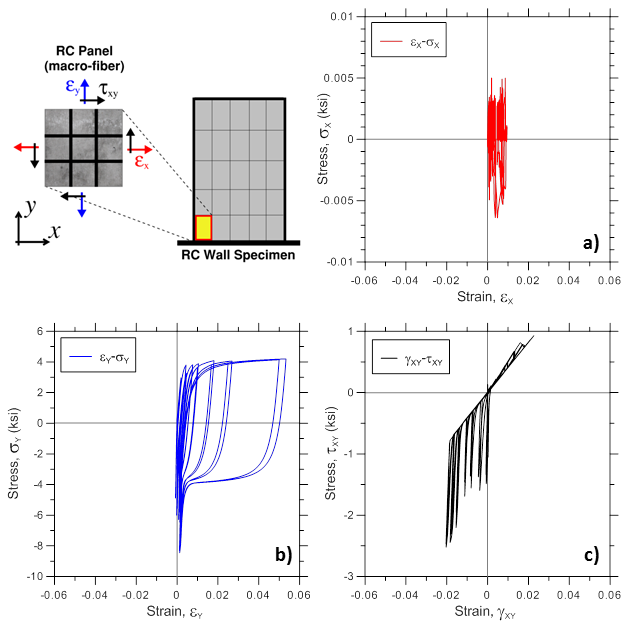 RC Panel
(macro-fiber)
εy
τxy
εx
y
x
RC Wall Specimen
0.01
0.005
0
-0.005
-0.01
Stress, σX (ksi)
εX-σX
a)
-0.06 -0.04 -0.02 0 0.02 0.04 0.06
Strain, εX
6
4
2
0
-2
-4
-6
-8
-10
Stress, σY (ksi)
εY-σY
b)
-0.06 -0.04 -0.02 0 0.02 0.04 0.06
Strain, εY
1
0
-1
-2
-3
Stress, τXY (ksi)
γXY-τXY
c)
-0.06 -0.04 -0.02 0 0.02 0.04 0.06
Strain, γXY